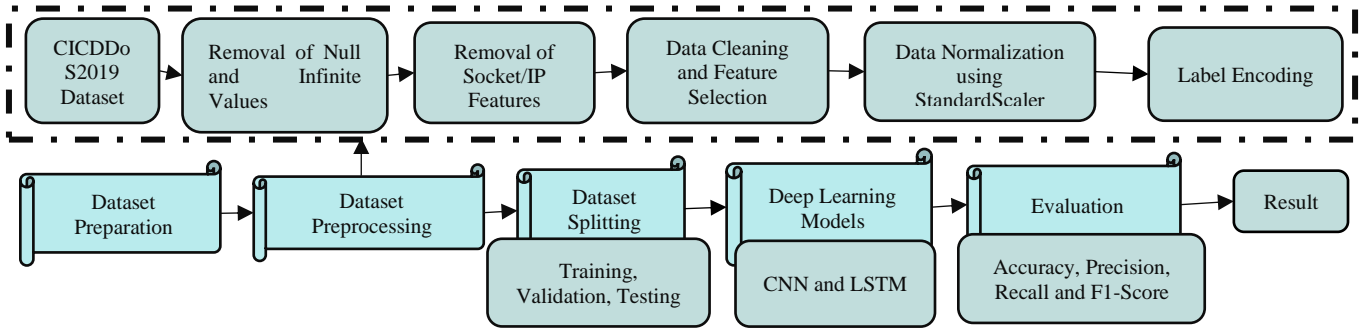 CICDDo
S2019
Dataset
Removal of Null
and Infinite
Values
Removal of
Socket/IP
Features
Data Cleaning
and Feature
Selection
Data Normalization
using
StandardScaler
Label Encoding
Dataset
Preparation
Dataset
Preprocessing
Dataset
Splitting
Training,
Validation, Testing
Deep Learning
Models
CNN and LSTM
Evaluation
Accuracy, Precision,
Recall and F1-Score
Result